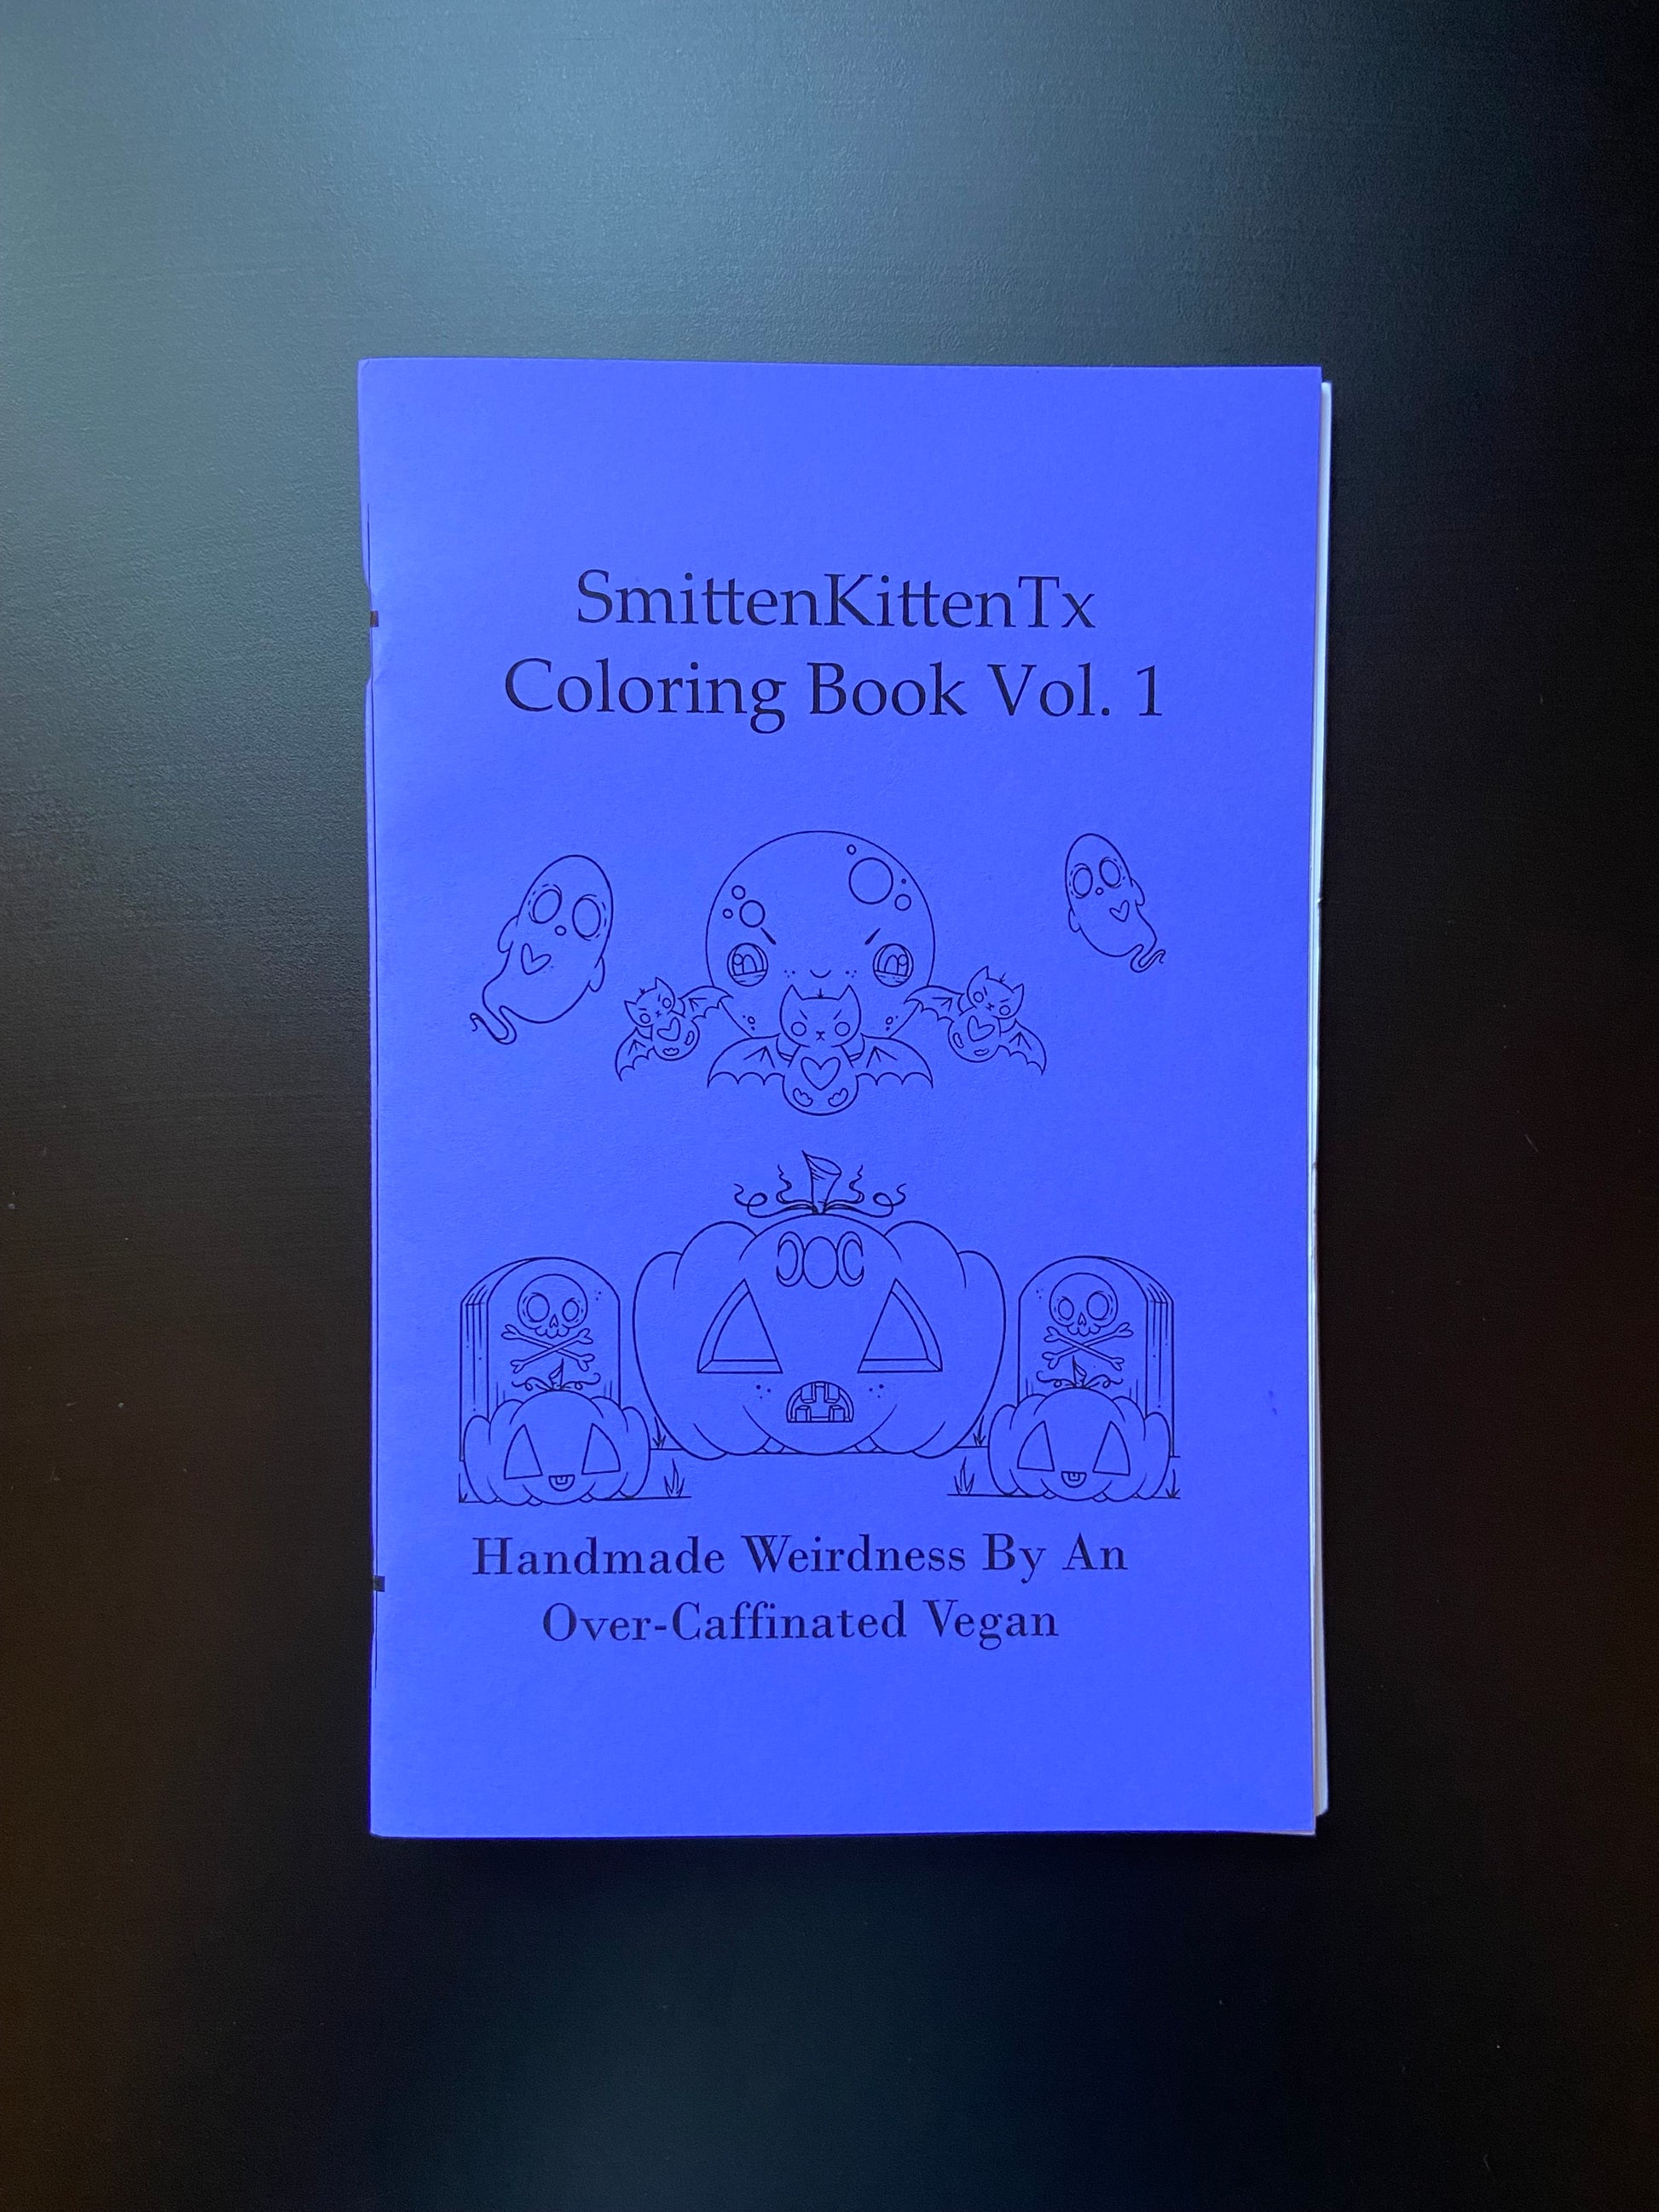 SmittenKittenTx
Coloring Book Vol. 1
Handmade Weirdness By An
Over-Caffinated Vegan